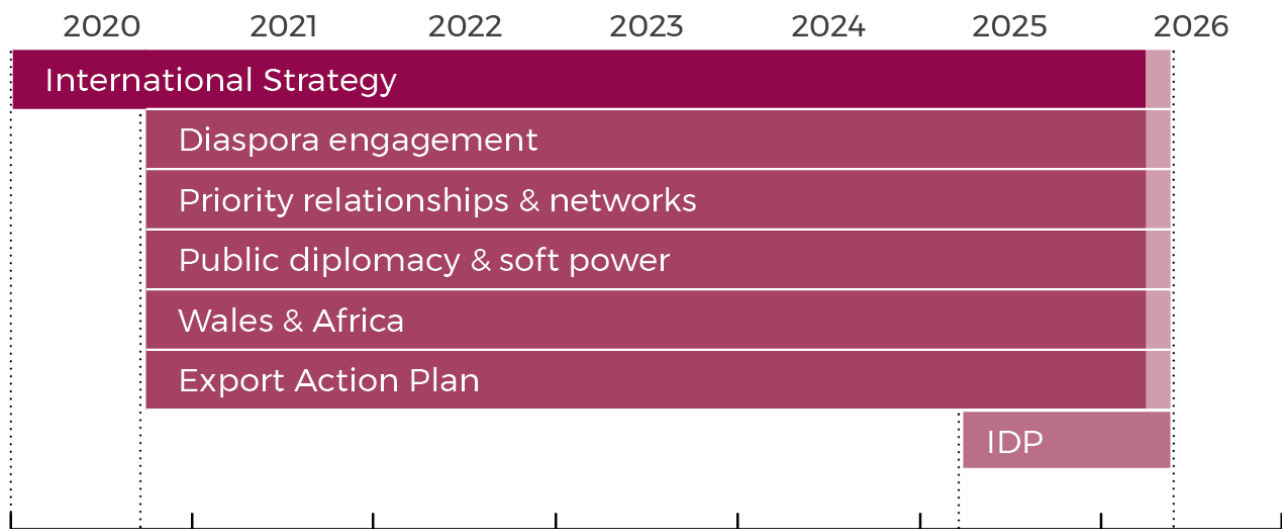 2020 2021 2022 2023 2024 2025 2026
International Strategy
Diaspora engagement
Priority relationships & networks
Public diplomacy & soft power
Wales & Africa
Export Action Plan
IDP